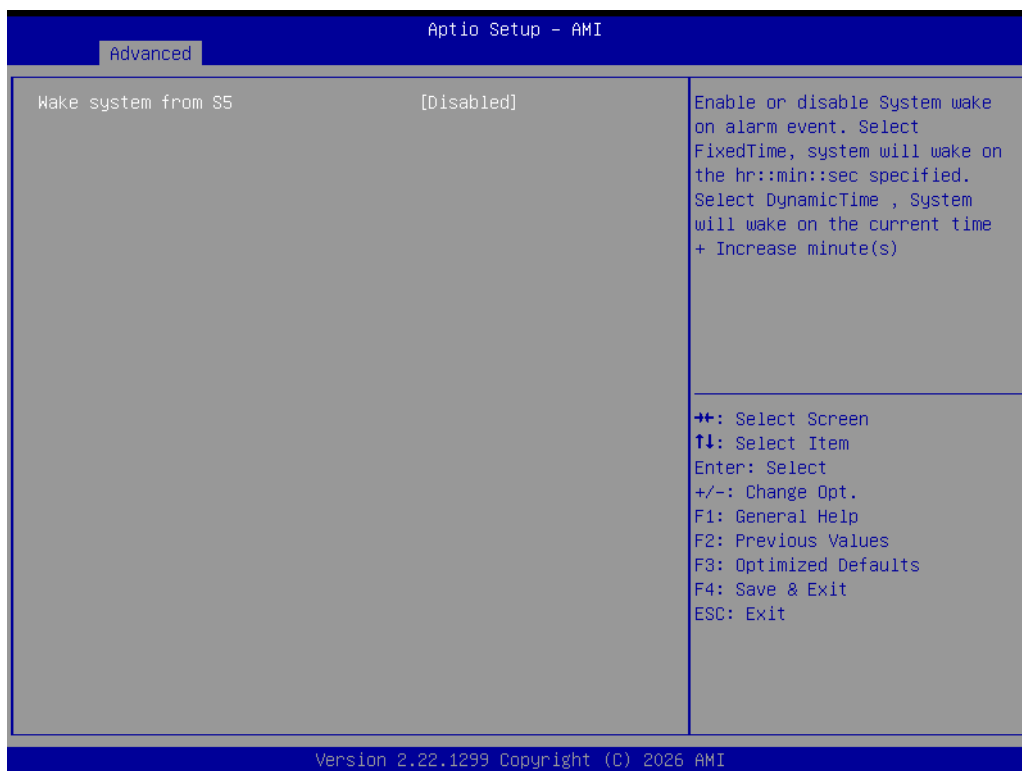 Aptio Setup – AMI
Advanced
Wake system from S5 [Disabled]
Enable or disable System wake
on alarm event. Select
FixedTime, system will wake on
the hr::min::sec specified.
Select DynamicTime , System
will wake on the current time
+ Increase minute(s)
→←: Select Screen
↑↓: Select Item
Enter: Select
+/-: Change Opt.
F1: General Help
F2: Previous Values
F3: Optimized Defaults
F4: Save & Exit
ESC: Exit
Version 2.22.1299 Copyright (C) 2026 AMI